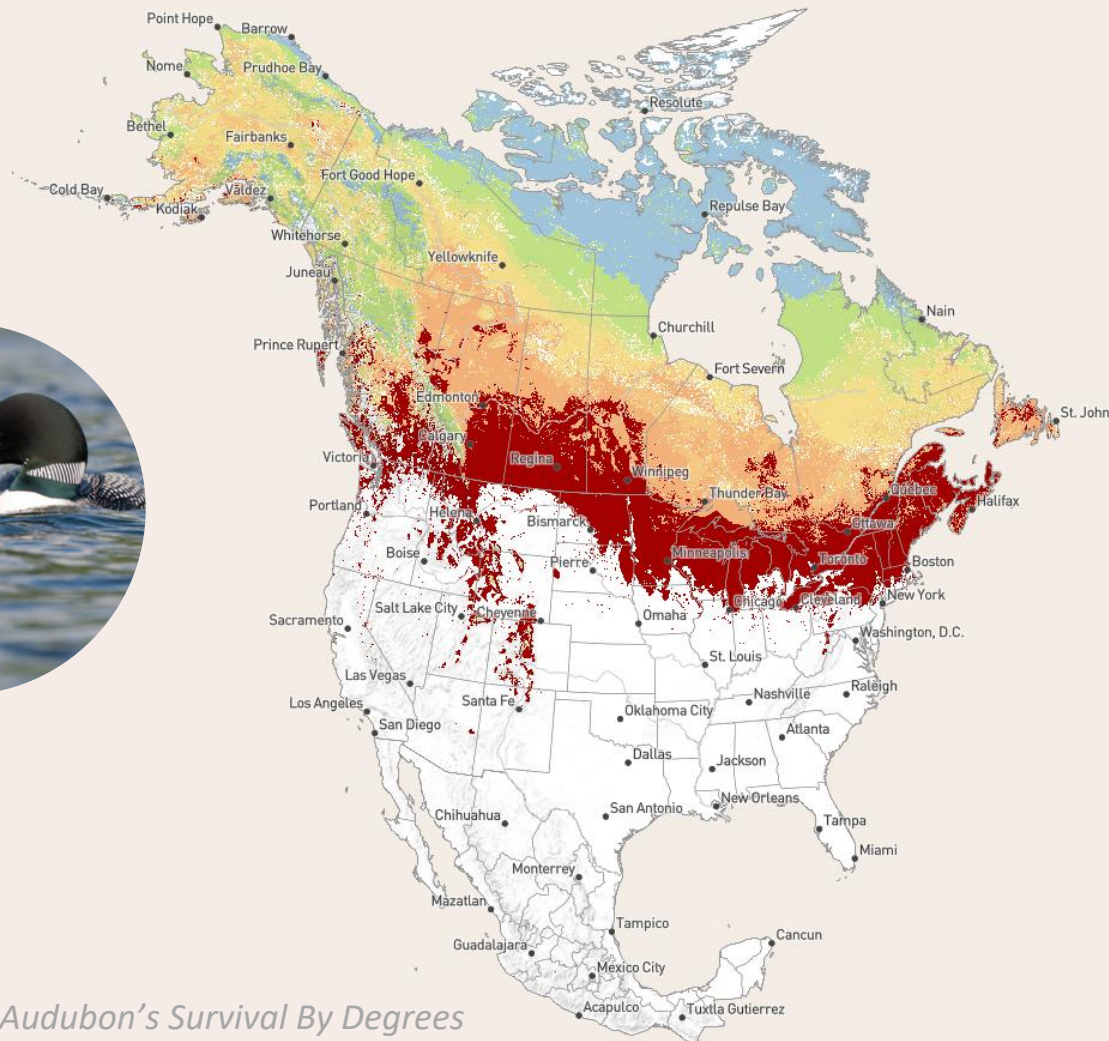 Point Hope
Barrow
Nome
Prudhoe Bay
Resolute
Bethel
Fairbanks
Fort Good Hope
Cold Bay
Valdez
Repulse Bay
Kodiak
Whitehorse
Yellowknife
Juneau
Nain
Churchill
Prince Rupert
Fort Severn
Edmonton
St. John
Calgary
Victoria
Regina
Winnipeg
Thunder Bay
Québec
Halifax
Portland
Helena
Bismarck
Ottawa
Minneapolis
Boise
Pierre
Toronto
Boston
Salt Lake City
Cheyenne
Omaha
Chicago
Cleveland
New York
Sacramento
Washington, D.C.
St. Louis
Las Vegas
Santa Fe
Nashville
Raleigh
Los Angeles
Oklahoma City
San Diego
Atlanta
Dallas
Jackson
Chihuahua
San Antonio
New Orleans
Tampa
Miami
Monterrey
Mazatlan
Tampico
Cancun
Guadalajara
Mexico City
Acapulco
Tuxtla Gutierrez
Audubon’s Survival By Degrees